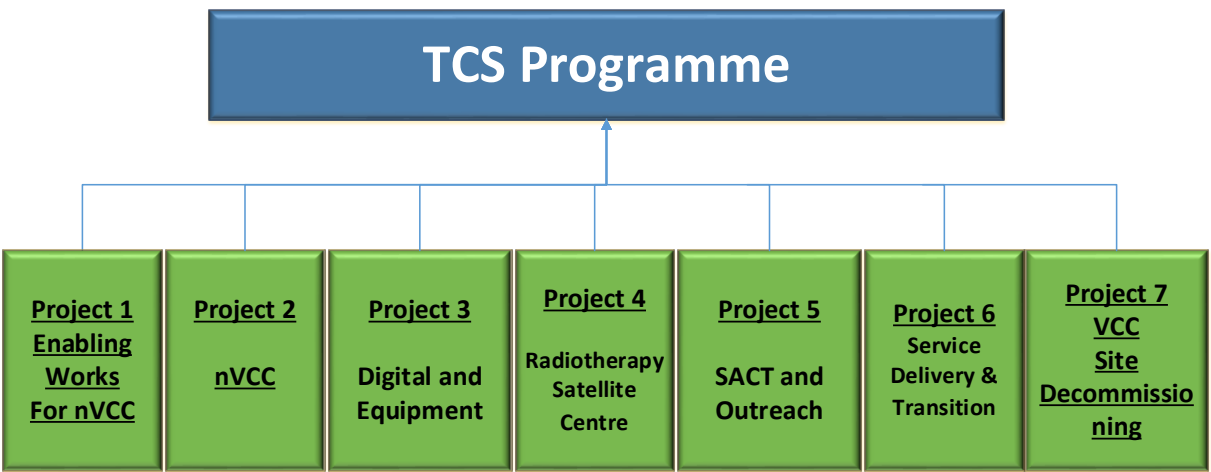 TCS Programme
Project 1
Enabling
Works
For nVCC
Project 2
nVCC
Project 3
Digital and
Equipment
Project 4
Radiotherapy
Satellite
Centre
Project 5
SACT and
Outreach
Project 6
Service
Delivery &
Transition
Project 7
VCC
Site
Decommissio
ning